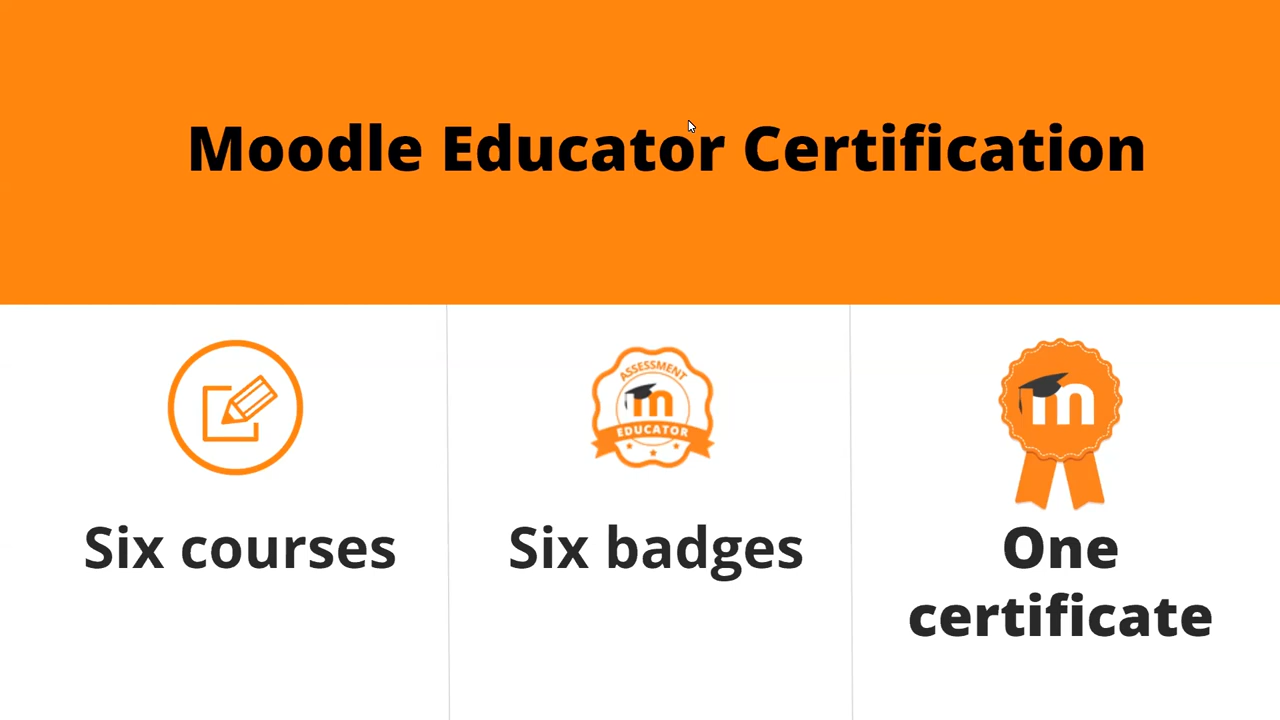 Moodle Educator Certification
ASSESSMENT
m
EDUCATOR
m
Six courses
Six badges
One
certificate